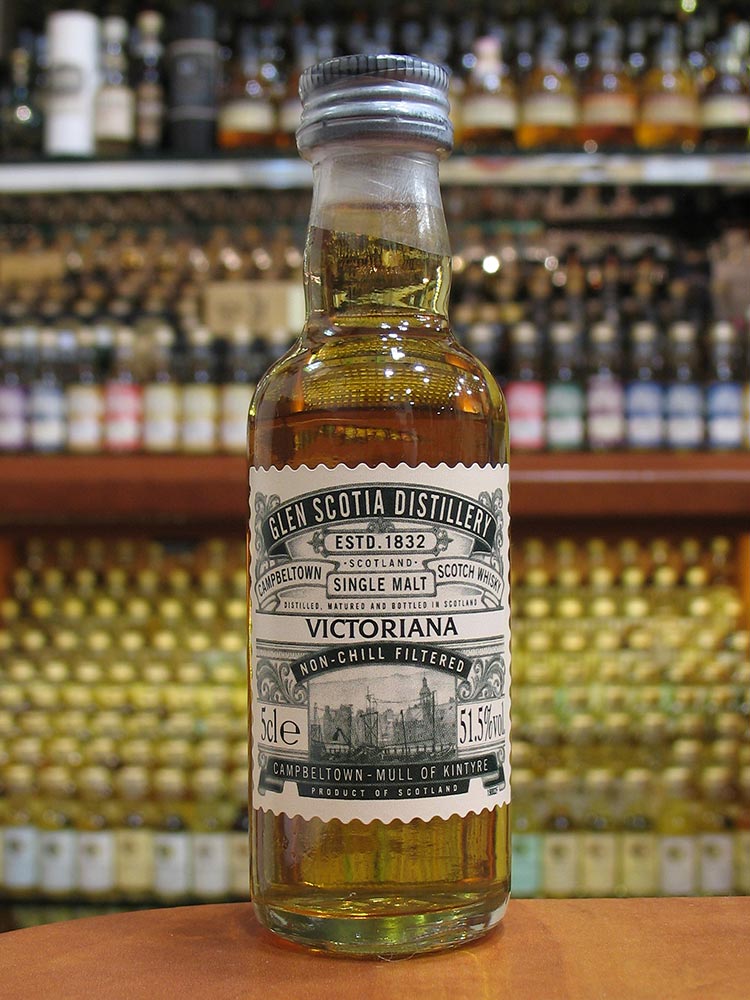 GLEN SCOTIA DISTILLERY
ESTD. 1832
·SCOTLAND·
CAMPBELTOWN SINGLE MALT SCOTCH WHISKY
DISTILLED, MATURED AND BOTTLED IN SCOTLAND
VICTORIANA
NON-CHILL FILTERED
5cl e 51.5%vol
CAMPBELTOWN - MULL OF KINTYRE
PRODUCT OF SCOTLAND